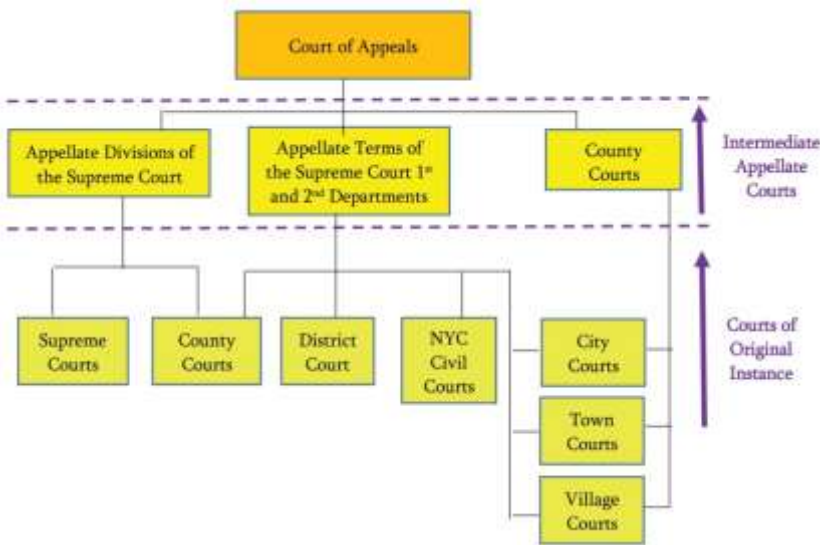 Court of Appeals
Appellate Divisions of
the Supreme Court
Appellate Terms of
the Supreme Court 1st
and 2nd Departments
County
Courts
Intermediate
Appellate
Courts
Supreme
Courts
County
Courts
District
Court
NYC
Civil
Courts
City
Courts
Town
Courts
Village
Courts
Courts of
Original
Instance